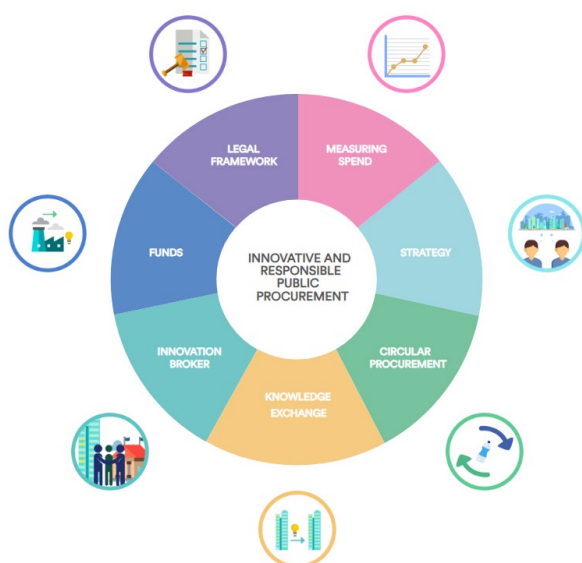 LEGAL
FRAMEWORK
MEASURING
SPEND
FUNDS
INNOVATIVE AND
RESPONSIBLE
PUBLIC
PROCUREMENT
STRATEGY
INNOVATION
BROKER
CIRCULAR
PROCUREMENT
KNOWLEDGE
EXCHANGE